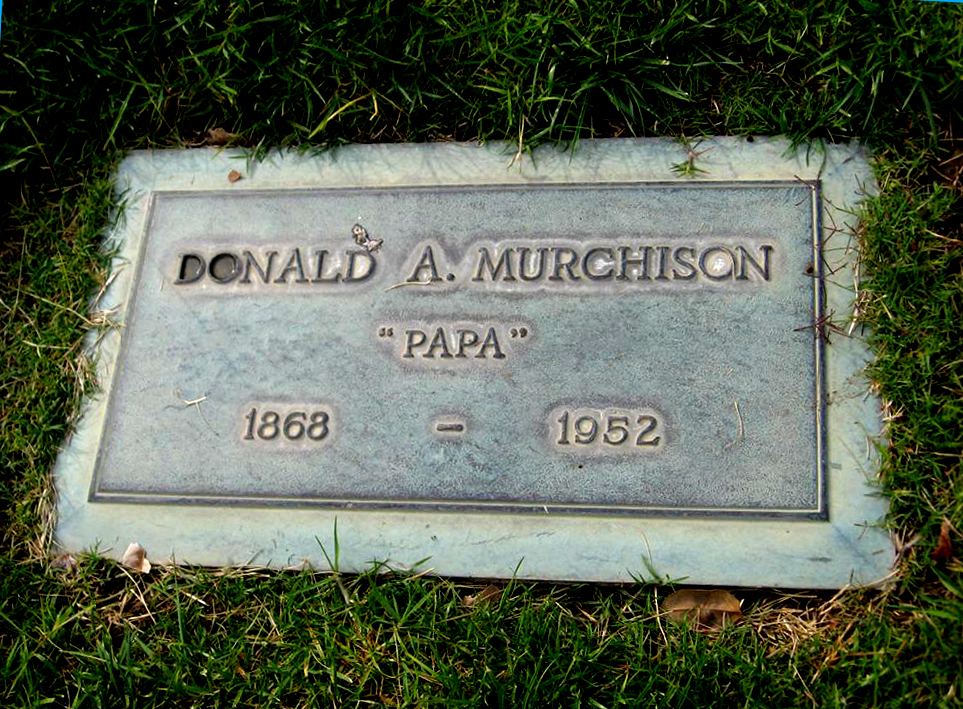 DONALD A. MURCHISON
“PAPA”
1868 – 1952